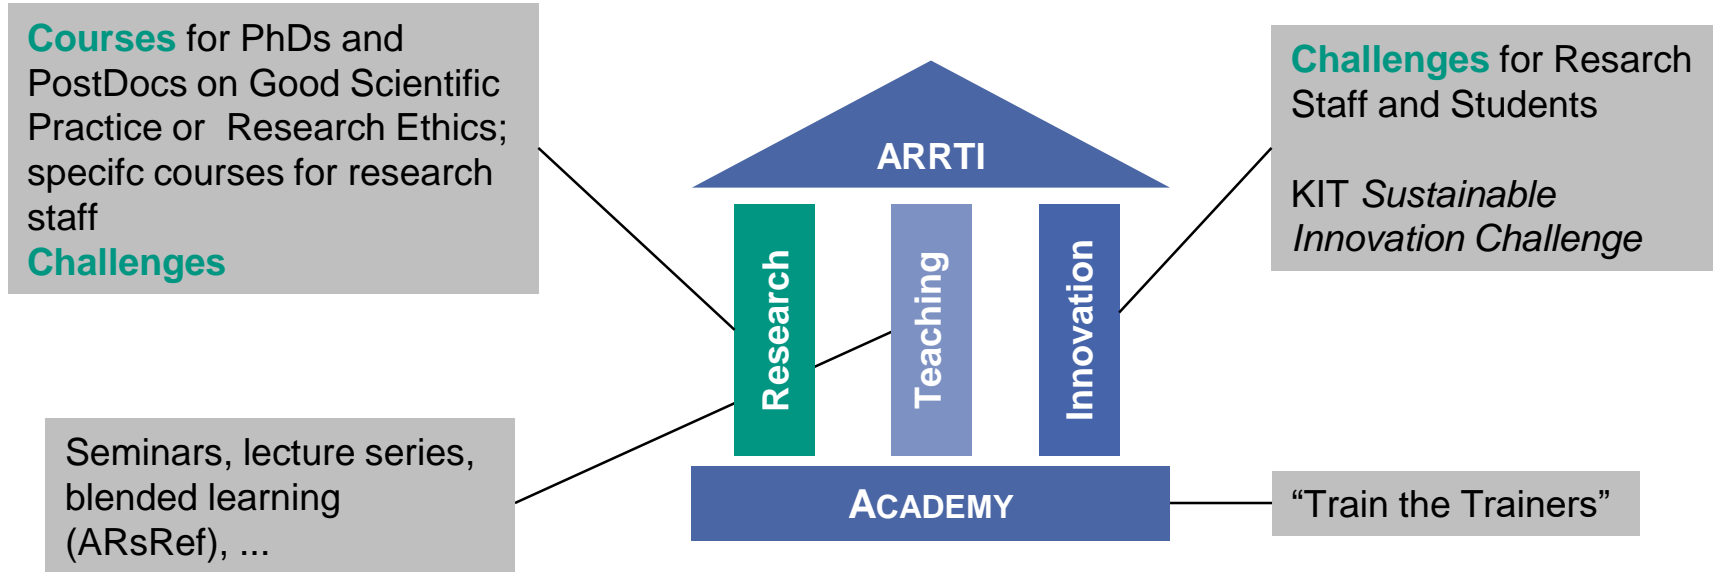 Courses for PhDs and
PostDocs on Good Scientific
Practice or  Research Ethics;
specifc courses for research
staff
Challenges
Challenges for Resarch
Staff and Students
KIT Sustainable
Innovation Challenge
ARRTI
Research
Teaching
Innovation
Seminars, lecture series,
blended learning
(ARsRef), ...
ACADEMY
“Train the Trainers”